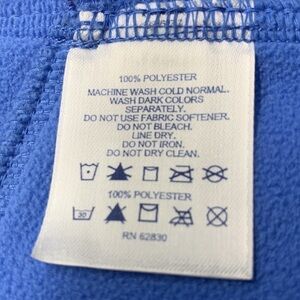 100% POLYESTER
MACHINE WASH COLD NORMAL.
WASH DARK COLORS
SEPARATELY.
DO NOT USE FABRIC SOFTENER.
DO NOT BLEACH.
LINE DRY.
DO NOT IRON.
DO NOT DRY CLEAN.
100% POLYESTER
30
RN 62830